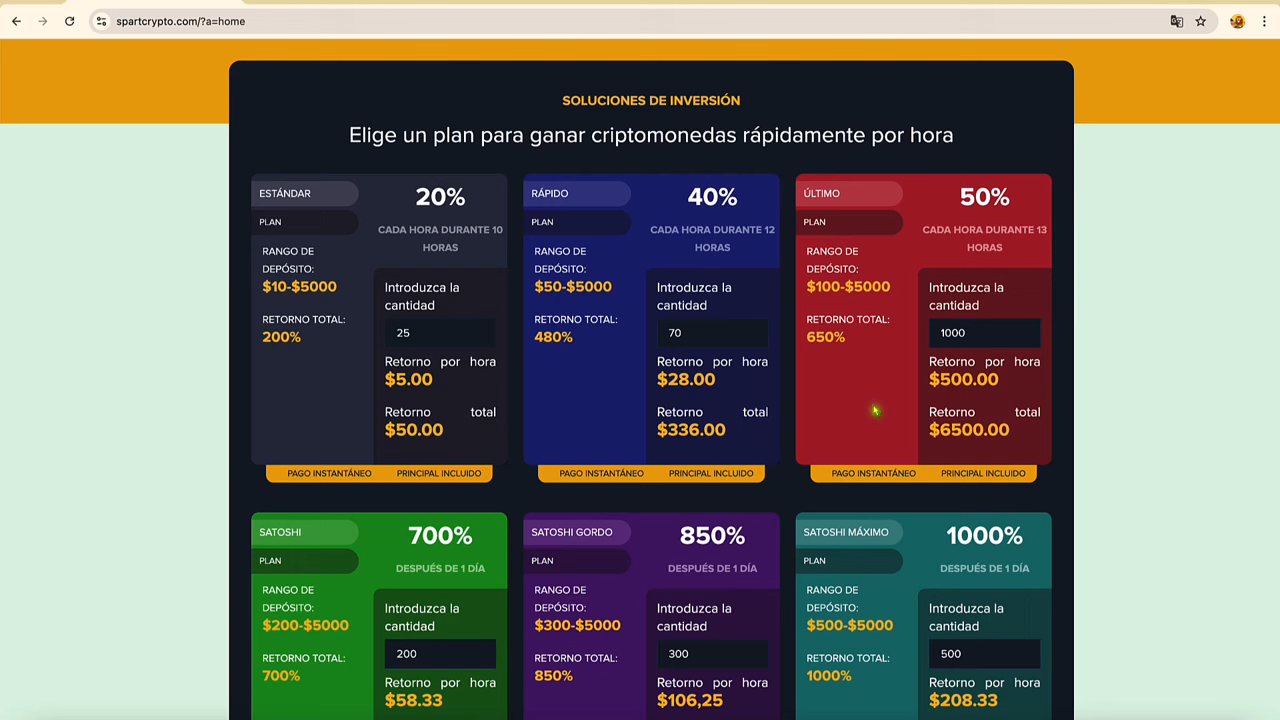 spartcrypto.com/?a=home
SOLUCIONES DE INVERSIÓN
Elige un plan para ganar criptomonedas rápidamente por hora
ESTÁNDAR
PLAN
RANGO DE
DEPÓSITO:
$10-$5000
RETORNO TOTAL:
200%
20%
CADA HORA DURANTE 10
HORAS
Introduzca la
cantidad
25
Retorno por hora
$5.00
Retorno total
$50.00
PAGO INSTANTÁNEO PRINCIPAL INCLUIDO
RÁPIDO
PLAN
RANGO DE
DEPÓSITO:
$50-$5000
RETORNO TOTAL:
480%
40%
CADA HORA DURANTE 12
HORAS
Introduzca la
cantidad
70
Retorno por hora
$28.00
Retorno total
$336.00
PAGO INSTANTÁNEO PRINCIPAL INCLUIDO
ÚLTIMO
PLAN
RANGO DE
DEPÓSITO:
$100-$5000
RETORNO TOTAL:
650%
50%
CADA HORA DURANTE 13
HORAS
Introduzca la
cantidad
1000
Retorno por hora
$500.00
Retorno total
$6500.00
PAGO INSTANTÁNEO PRINCIPAL INCLUIDO
SATOSHI
PLAN
RANGO DE
DEPÓSITO:
$200-$5000
RETORNO TOTAL:
700%
700%
DESPUÉS DE 1 DÍA
Introduzca la
cantidad
200
Retorno por hora
$58.33
SATOSHI GORDO
PLAN
RANGO DE
DEPÓSITO:
$300-$5000
RETORNO TOTAL:
850%
850%
DESPUÉS DE 1 DÍA
Introduzca la
cantidad
300
Retorno por hora
$106,25
SATOSHI MÁXIMO
PLAN
RANGO DE
DEPÓSITO:
$500-$5000
RETORNO TOTAL:
1000%
1000%
DESPUÉS DE 1 DÍA
Introduzca la
cantidad
500
Retorno por hora
$208.33